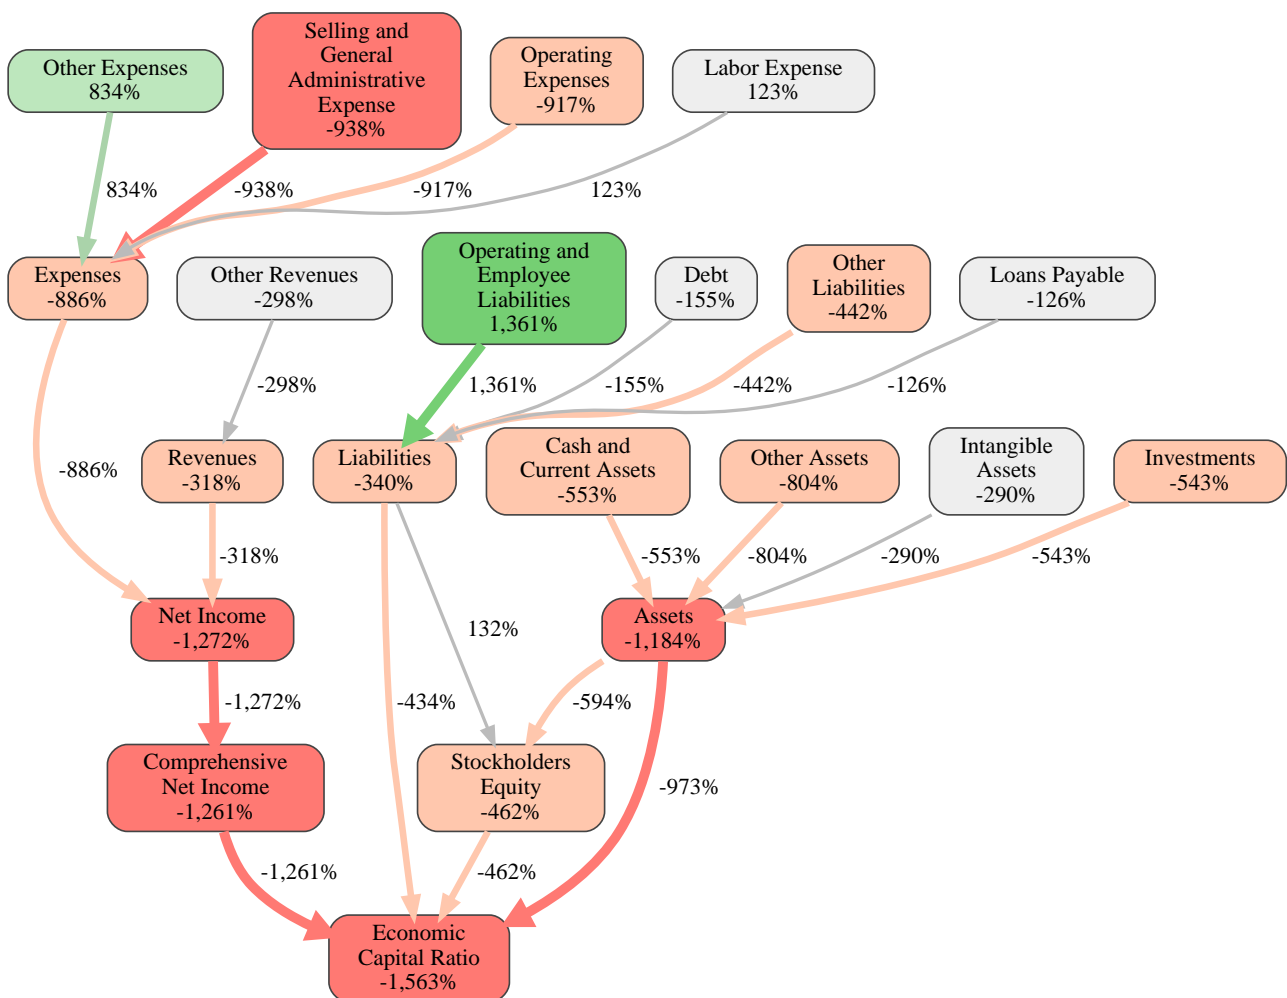 Other Expenses
834%
Selling and
General
Administrative
Expense
-938%
Operating
Expenses
-917%
Labor Expense
123%
834%
-938%
-917%
123%
Expenses
-886%
Other Revenues
-298%
Operating and
Employee
Liabilities
1,361%
Debt
-155%
Other
Liabilities
-442%
Loans Payable
-126%
-298%
1,361%
-155%
-442%
-126%
-886%
Revenues
-318%
Liabilities
-340%
Cash and
Current Assets
-553%
Other Assets
-804%
Intangible
Assets
-290%
Investments
-543%
-318%
-553%
-804%
-290%
-543%
Net Income
-1,272%
132%
Assets
-1,184%
-1,272%
-434%
-594%
Comprehensive
Net Income
-1,261%
Stockholders
Equity
-462%
-973%
-1,261%
-462%
Economic
Capital Ratio
-1,563%